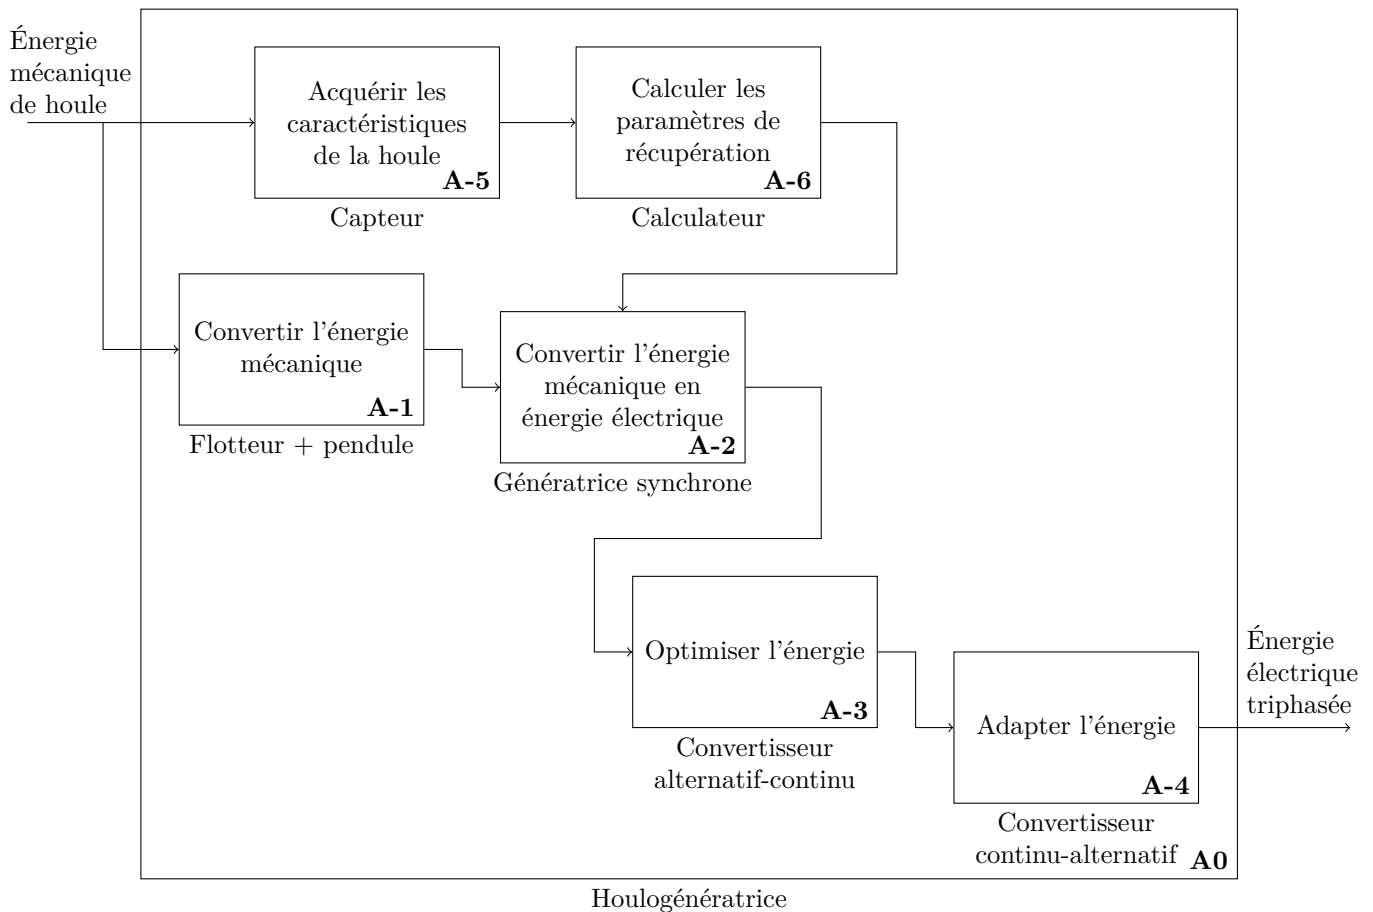 Énergie
mécanique
de houle
Acquérir les
caractéristiques
de la houle
A-5
Capteur
Calculer les
paramètres de
récupération
A-6
Calculateur
Convertir l'énergie
mécanique
A-1
Flotteur + pendule
Convertir l'énergie
mécanique en
énergie électrique
A-2
Génératrice synchrone
Optimiser l'énergie
A-3
Convertisseur
alternatif-continu
Adapter l'énergie
A-4
Convertisseur
continu-alternatif
Énergie
électrique
triphasée
A0
Houlogénératrice